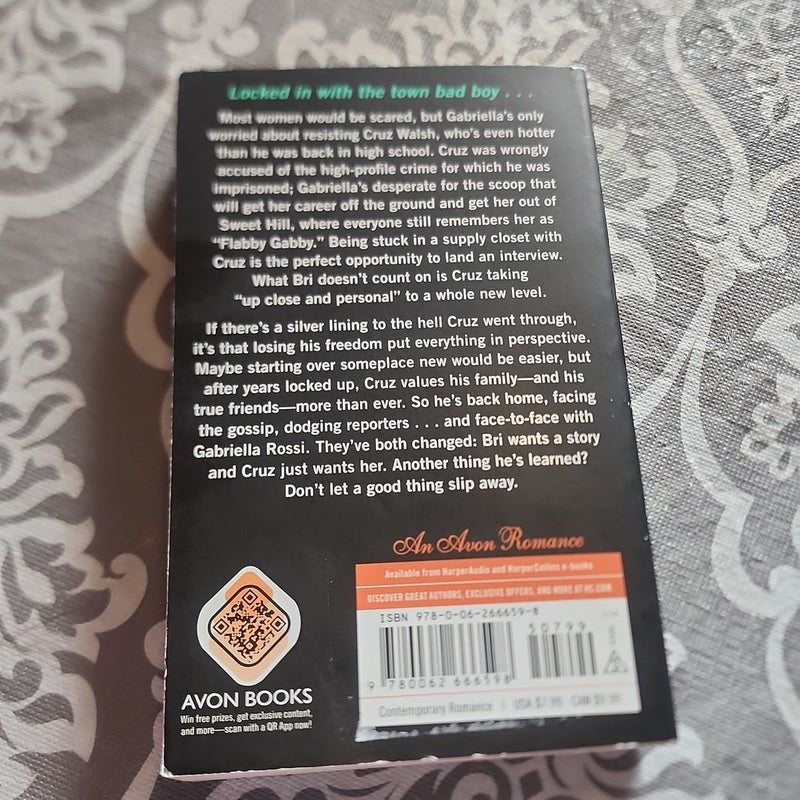 Locked in with the town bad boy . . .
Most women would be scared, but Gabriella's only
worried about resisting Cruz Walsh, who's even hotter
than he was back in high school. Cruz was wrongly
accused of the high-profile crime for which he was
imprisoned; Gabriella's desperate for the scoop that
will get her career off the ground and get her out of
Sweet Hill, where everyone still remembers her as
"Flabby Gabby." Being stuck in a supply closet with
Cruz is the perfect opportunity to land an interview.
What Bri doesn't count on is Cruz taking
"up close and personal" to a whole new level.
If there's a silver lining to the hell Cruz went through,
it's that losing his freedom put everything in perspective.
Maybe starting over someplace new would be easier, but
after years locked up, Cruz values his family—and his
true friends—more than ever. So he's back home, facing
the gossip, dodging reporters . . . and face-to-face with
Gabriella Rossi. They've both changed: Bri wants a story
and Cruz just wants her. Another thing he's learned?
Don't let a good thing slip away.
An Avon Romance
Available from HarperAudio and HarperCollins e-books
DISCOVER GREAT AUTHORS, EXCLUSIVE OFFERS, AND MORE AT HC.COM
ISBN 978-0-06-266659-8
50799
9 780062 666598
Contemporary Romance | USA $7.99 CAN $9.99
AVON BOOKS
Win free prizes, get exclusive content,
and more—scan with a QR App now!